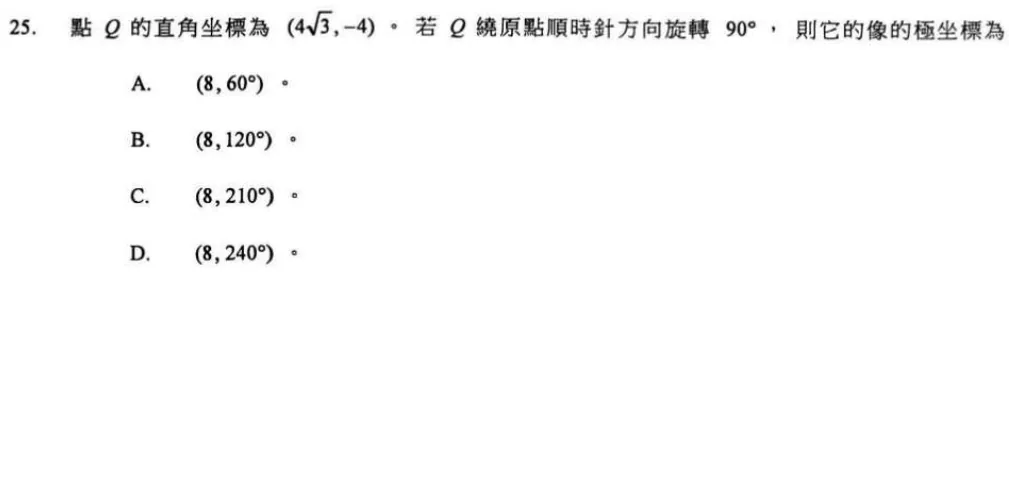 25. 點 Q 的直角坐標為 (4√3, −4) 。 若 Q 繞原點順時針方向旋轉 90° , 則它的像的極坐標為
A. (8, 60°) 。
B. (8, 120°) 。
C. (8, 210°) 。
D. (8, 240°) 。